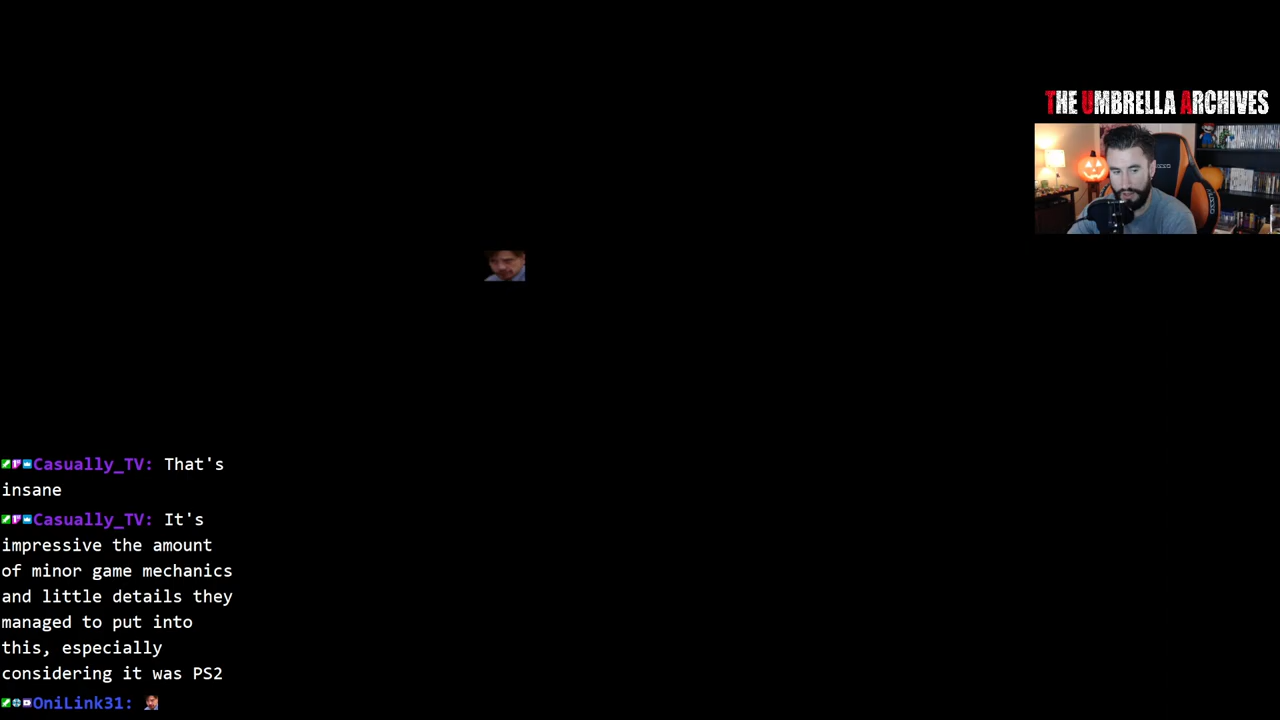 THE UMBRELLA ARCHIVES
Casually_TV: That's
insane
Casually_TV: It's
impressive the amount
of minor game mechanics
and little details they
managed to put into
this, especially
considering it was PS2
OniLink31: